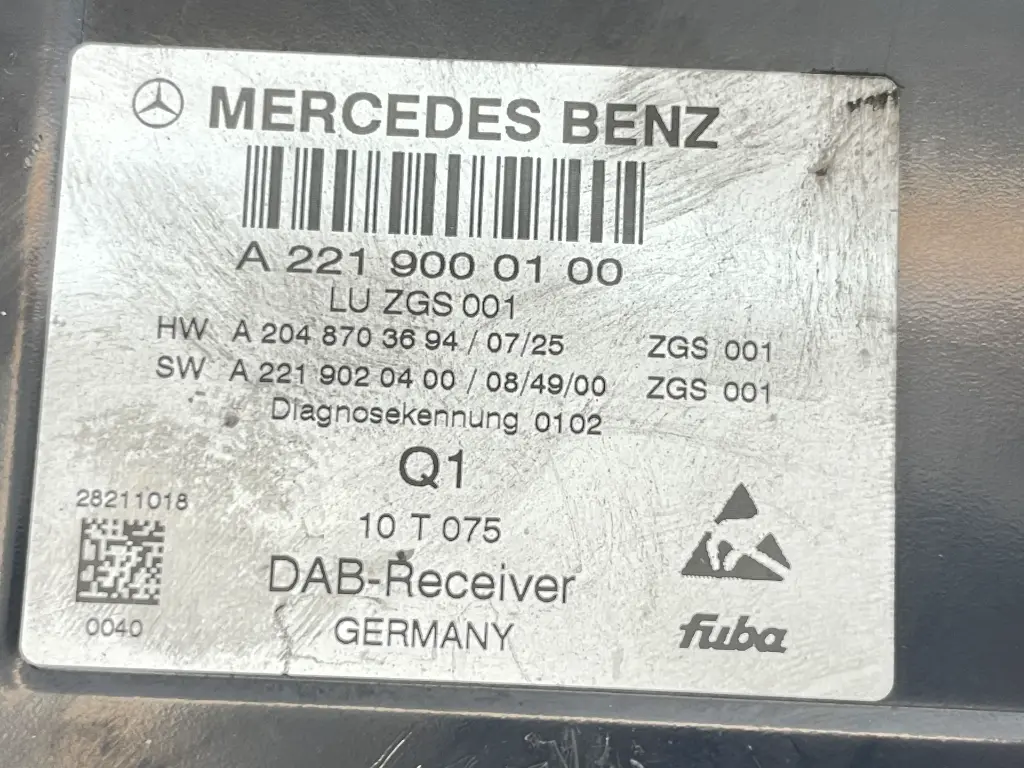 MERCEDES BENZ
A 221 900 01 00
LU ZGS 001
HW A 204 870 36 94 / 07/25 ZGS 001
SW A 221 902 04 00 / 08/49/00 ZGS 001
Diagnosekennung 0102
Q1
28211018
10 T 075
DAB-Receiver
0040
GERMANY
fuba